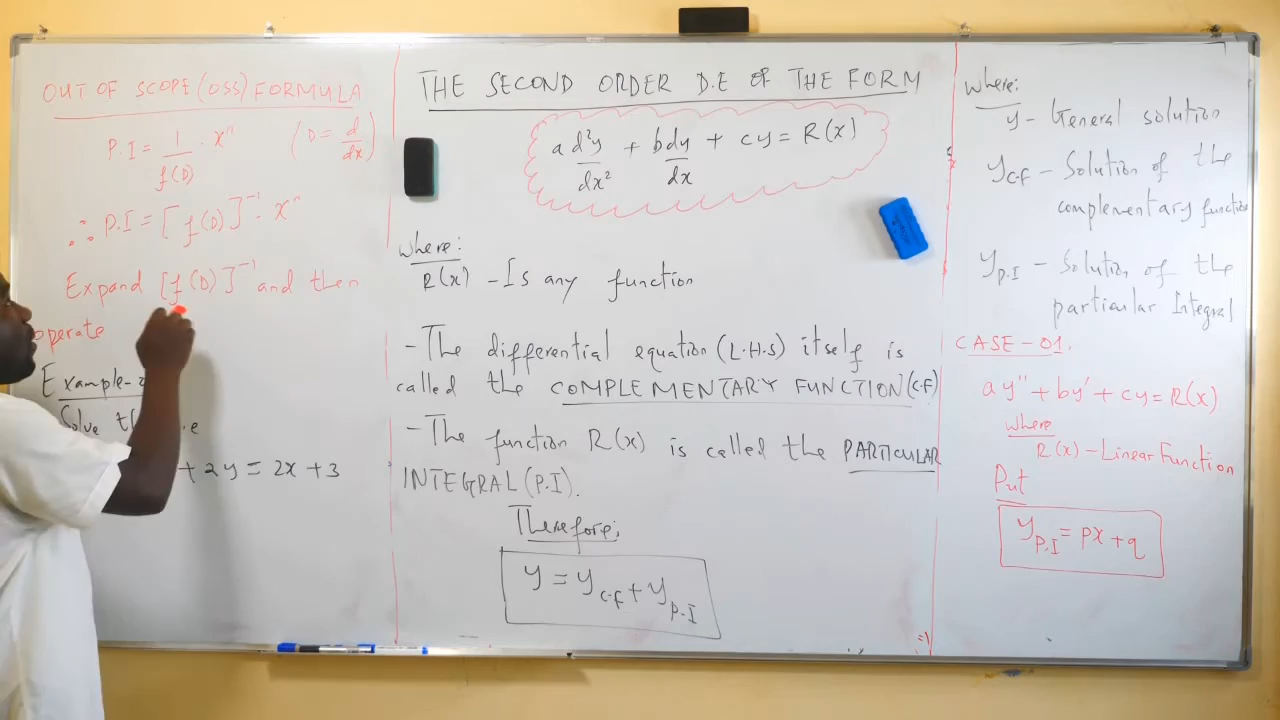 OUT OF SCOPE (OSS) FORMULA
P.I = 1/f(D) · xⁿ (D = d/dx)
∴ P.I = [f(D)]⁻¹ · xⁿ
Expand [f(D)]⁻¹ and then
operate
Example-
Solve
+ 2y = 2x + 3
THE SECOND ORDER D.E OF THE FORM
a d²y/dx² + b dy/dx + cy = R(x)
where:
R(x) - Is any function
- The differential equation (L.H.S) itself is
called the COMPLEMENTARY FUNCTION (C.F)
- The function R(x) is called the PARTICULAR
INTEGRAL (P.I).
Therefore;
y = y_C.F + y_P.I
where:
y - General solution
y_C.F - Solution of the
complementary function
y_P.I - Solution of the
particular Integral
CASE-01.
ay'' + by' + cy = R(x)
where
R(x) - Linear Function
Put
y_P.I = px + q